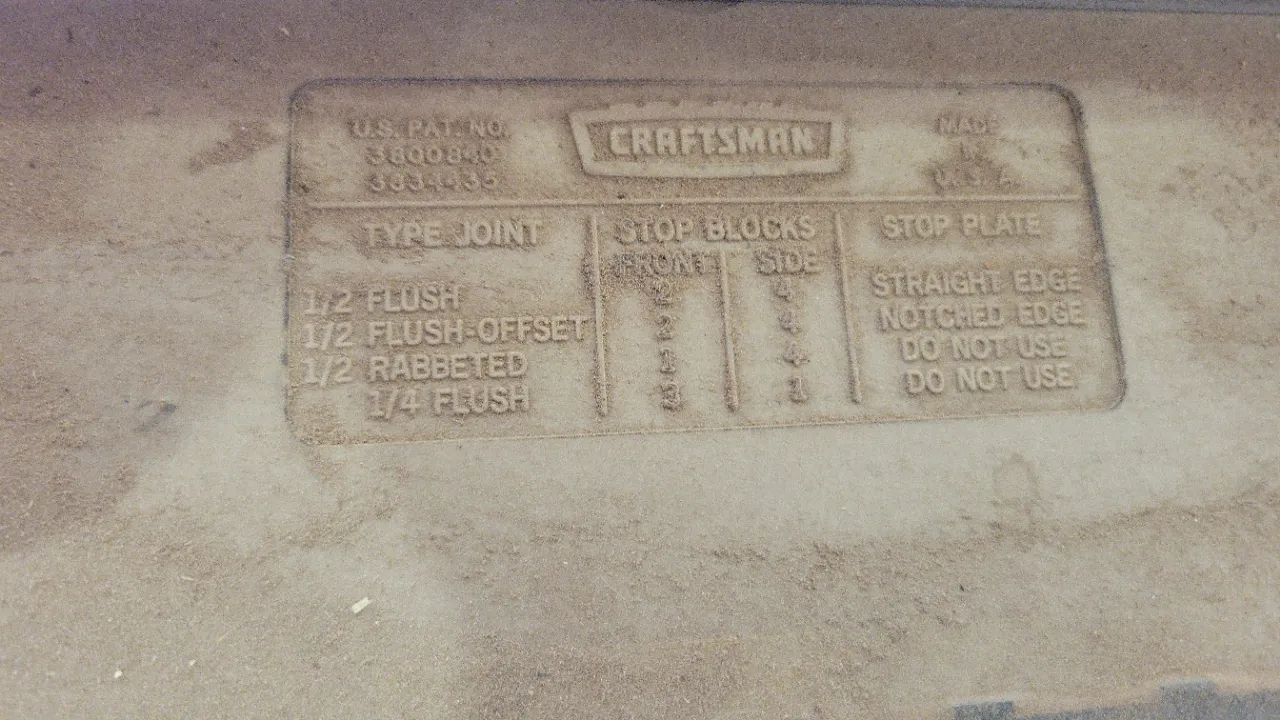 U.S. PAT. NO.
3800840
3834435
CRAFTSMAN
MADE
IN
U.S.A.
TYPE JOINT STOP BLOCKS STOP PLATE
FRONT SIDE
1/2 FLUSH 2 4 STRAIGHT EDGE
1/2 FLUSH-OFFSET 2 4 NOTCHED EDGE
1/2 RABBETED 4 DO NOT USE
1/4 FLUSH 1 DO NOT USE